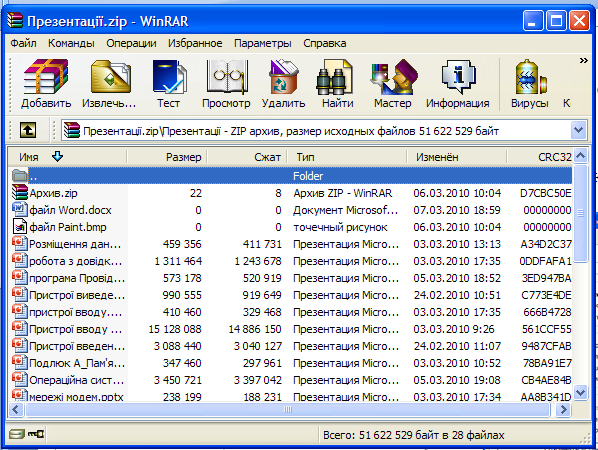 Презентації.zip - WinRAR
Файл Команды Операции Избранное Параметры Справка
Добавить Извлечь... Тест Просмотр Удалить Найти Мастер Информация Вирусы К
Презентації.zip\Презентації - ZIP архив, размер исходных файлов 51 622 529 байт
Имя Размер Сжат Тип Изменён CRC32
.. Folder
Архив.zip 22 8 Архив ZIP - WinRAR 06.03.2010 10:04 D7CBC50E
файл Word.docx 0 0 Документ Microsof... 07.03.2010 18:59 00000000
файл Paint.bmp 0 0 точечный рисунок 06.03.2010 10:04 00000000
Розміщення дан... 459 356 411 731 Презентация Micro... 03.03.2010 13:13 A34D2C37
робота з довідк... 1 311 464 1 243 678 Презентация Micro... 03.03.2010 17:35 0DDFAFA1
програма Провід... 573 178 520 919 Презентация Micro... 05.03.2010 18:52 3ED947BA
Пристрої виведе... 990 555 919 649 Презентация Micro... 24.02.2010 10:51 C773E4DE
пристрої вводу.... 410 460 329 468 Презентация Micro... 03.03.2010 17:35 666B4728
Пристрої вводу ... 15 128 088 14 886 150 Презентация Micro... 03.03.2010 9:26 561CCF55
Пристрої введен... 3 088 440 3 040 127 Презентация Micro... 24.02.2010 11:07 9487CFAB
Подлюк А_Пам'я... 347 460 297 961 Презентация Micro... 03.03.2010 10:52 78BA91E7
Операційна сист... 3 450 721 3 397 042 Презентация Micro... 05.03.2010 19:08 CB4AE84B
мережі модем.pptx 238 199 188 231 Презентация Micro... 03.03.2010 17:34 AA8B341D
Всего: 51 622 529 байт в 28 файлах